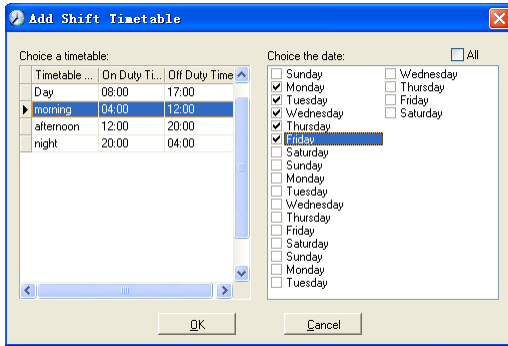 Add Shift Timetable
Choice a timetable:
Timetable ... On Duty Ti... Off Duty Time
Day 08:00 17:00
morning 04:00 12:00
afternoon 12:00 20:00
night 20:00 04:00
Choice the date: All
Sunday
Monday
Tuesday
Wednesday
Thursday
Friday
Saturday
Sunday
Monday
Tuesday
Wednesday
Thursday
Friday
Saturday
Sunday
Monday
Tuesday
Wednesday
Thursday
Friday
Saturday
OK Cancel